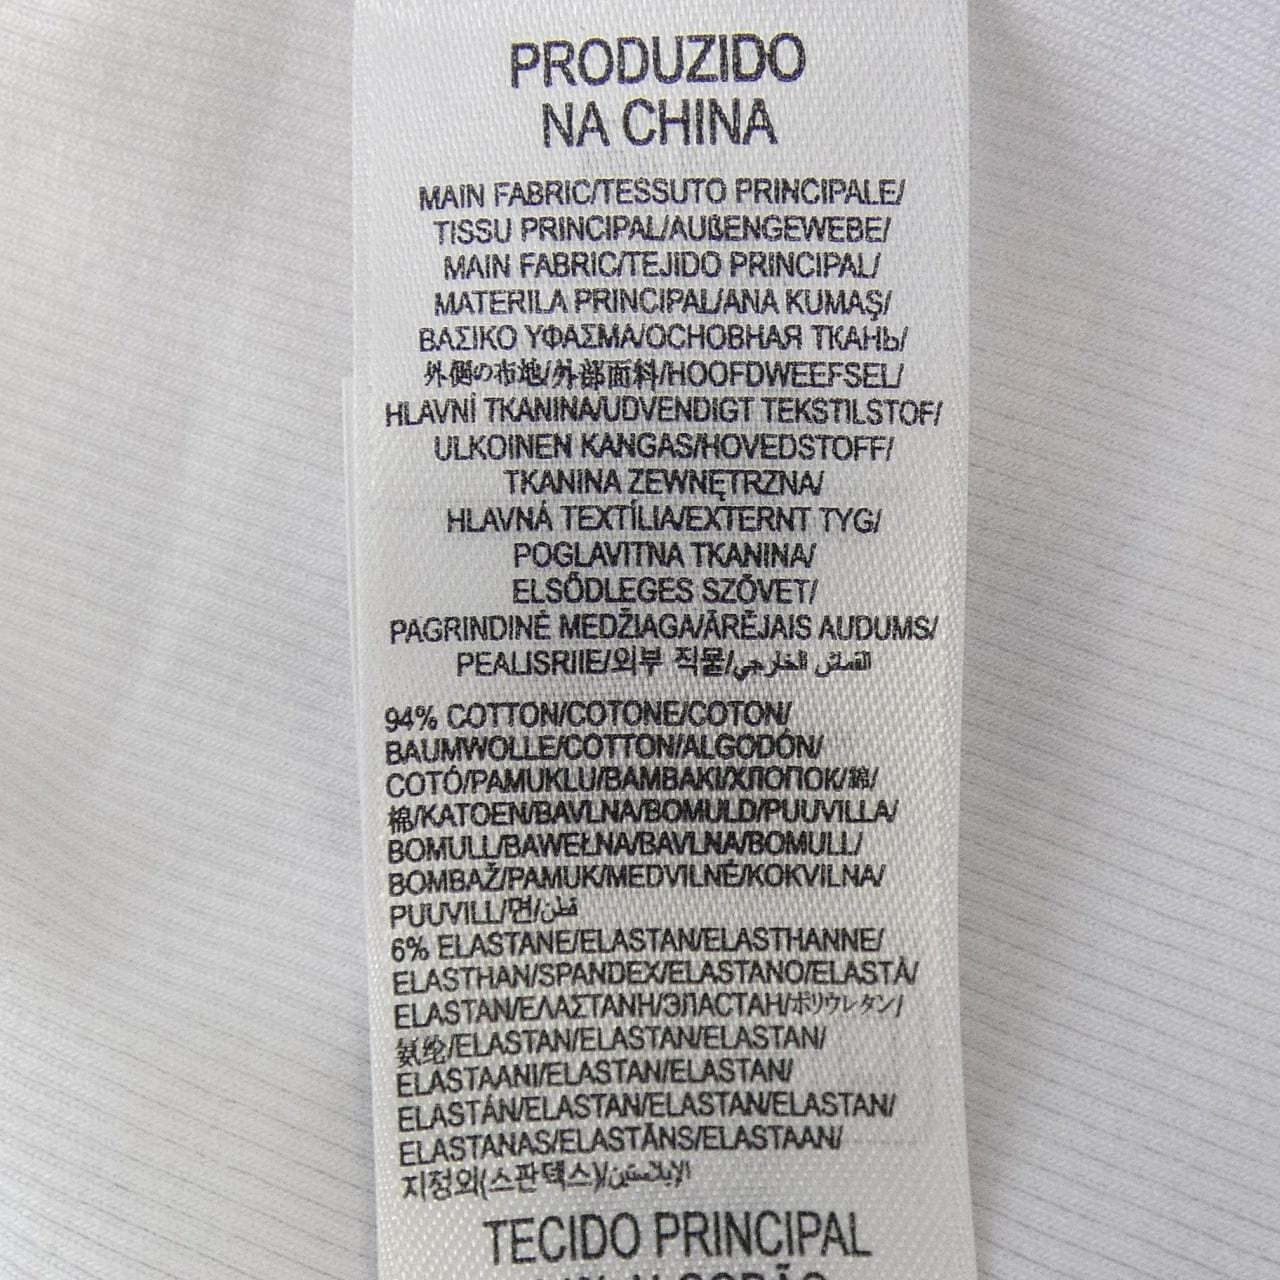 PRODUZIDO
NA CHINA
MAIN FABRIC/TESSUTO PRINCIPALE/
TISSU PRINCIPAL/AUßENGEWEBE/
MAIN FABRIC/TEJIDO PRINCIPAL/
MATERILA PRINCIPAL/ANA KUMAŞ/
ΒΑΣΙΚΟ ΥΦΑΣΜΑ/ОСНОВНАЯ ТКАНЬ/
外側の布地/外部面料/HOOFDWEEFSEL/
HLAVNÍ TKANINA/UDVENDIGT TEKSTILSTOF/
ULKOINEN KANGAS/HOVEDSTOFF/
TKANINA ZEWNĘTRZNA/
HLAVNÁ TEXTÍLIA/EXTERNT TYG/
POGLAVITNA TKANINA/
ELSŐDLEGES SZÖVET/
PAGRINDINĖ MEDŽIAGA/ĀRĒJAIS AUDUMS/
PEALISRIIE/외부 직물/القماش الخارجي
94% COTTON/COTONE/COTON/
BAUMWOLLE/COTTON/ALGODÓN/
COTÓ/PAMUKLU/BAMBAKI/ХЛОПОК/綿/
棉/KATOEN/BAVLNA/BOMULD/PUUVILLA/
BOMULL/BAWEŁNA/BAVLNA/BOMULL/
BOMBAŽ/PAMUK/MEDVILNÉ/KOKVILNA/
PUUVILL/면/قطن
6% ELASTANE/ELASTAN/ELASTHANNE/
ELASTHAN/SPANDEX/ELASTANO/ELASTÀ/
ELASTAN/ΕΛΑΣΤΑΝΗ/ЭЛАСТАН/ポリウレタン/
氨纶/ELASTAN/ELASTAN/ELASTAN/
ELASTAANI/ELASTAN/ELASTAN/
ELASTÁN/ELASTAN/ELASTAN/ELASTAN/
ELASTANAS/ELASTĀNS/ELASTAAN/
지정외(스판덱스)/الإيلاستين
TECIDO PRINCIPAL
ALGODÃO